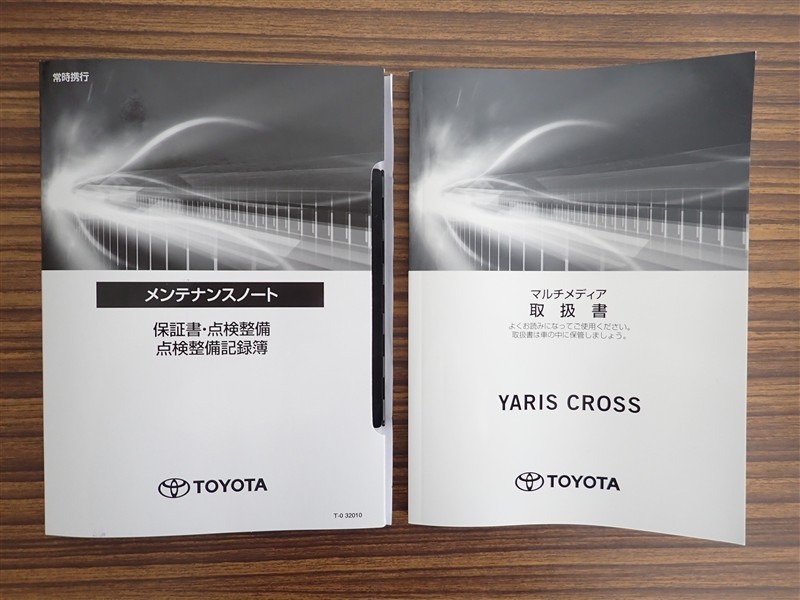 常時携行
メンテナンスノート
保証書・点検整備
点検整備記録簿
TOYOTA
T-0 32010
マルチメディア
取扱書
よくお読みになってご使用ください。
取扱書は車の中に保管しましょう。
YARIS CROSS
TOYOTA